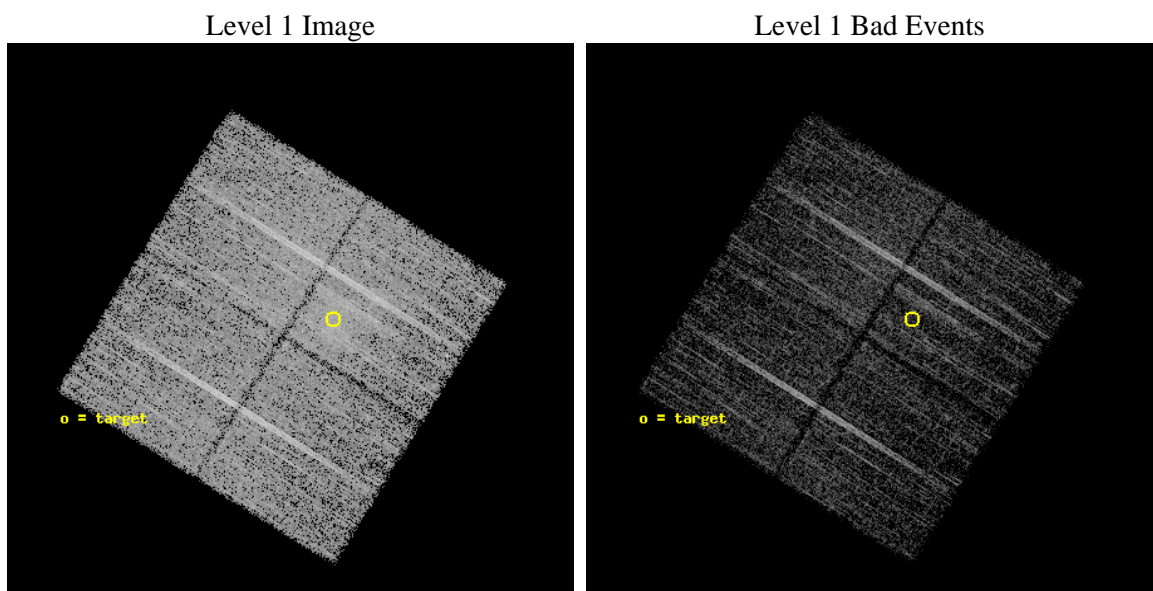 Level 1 Image
Level 1 Bad Events
o = target
o = target